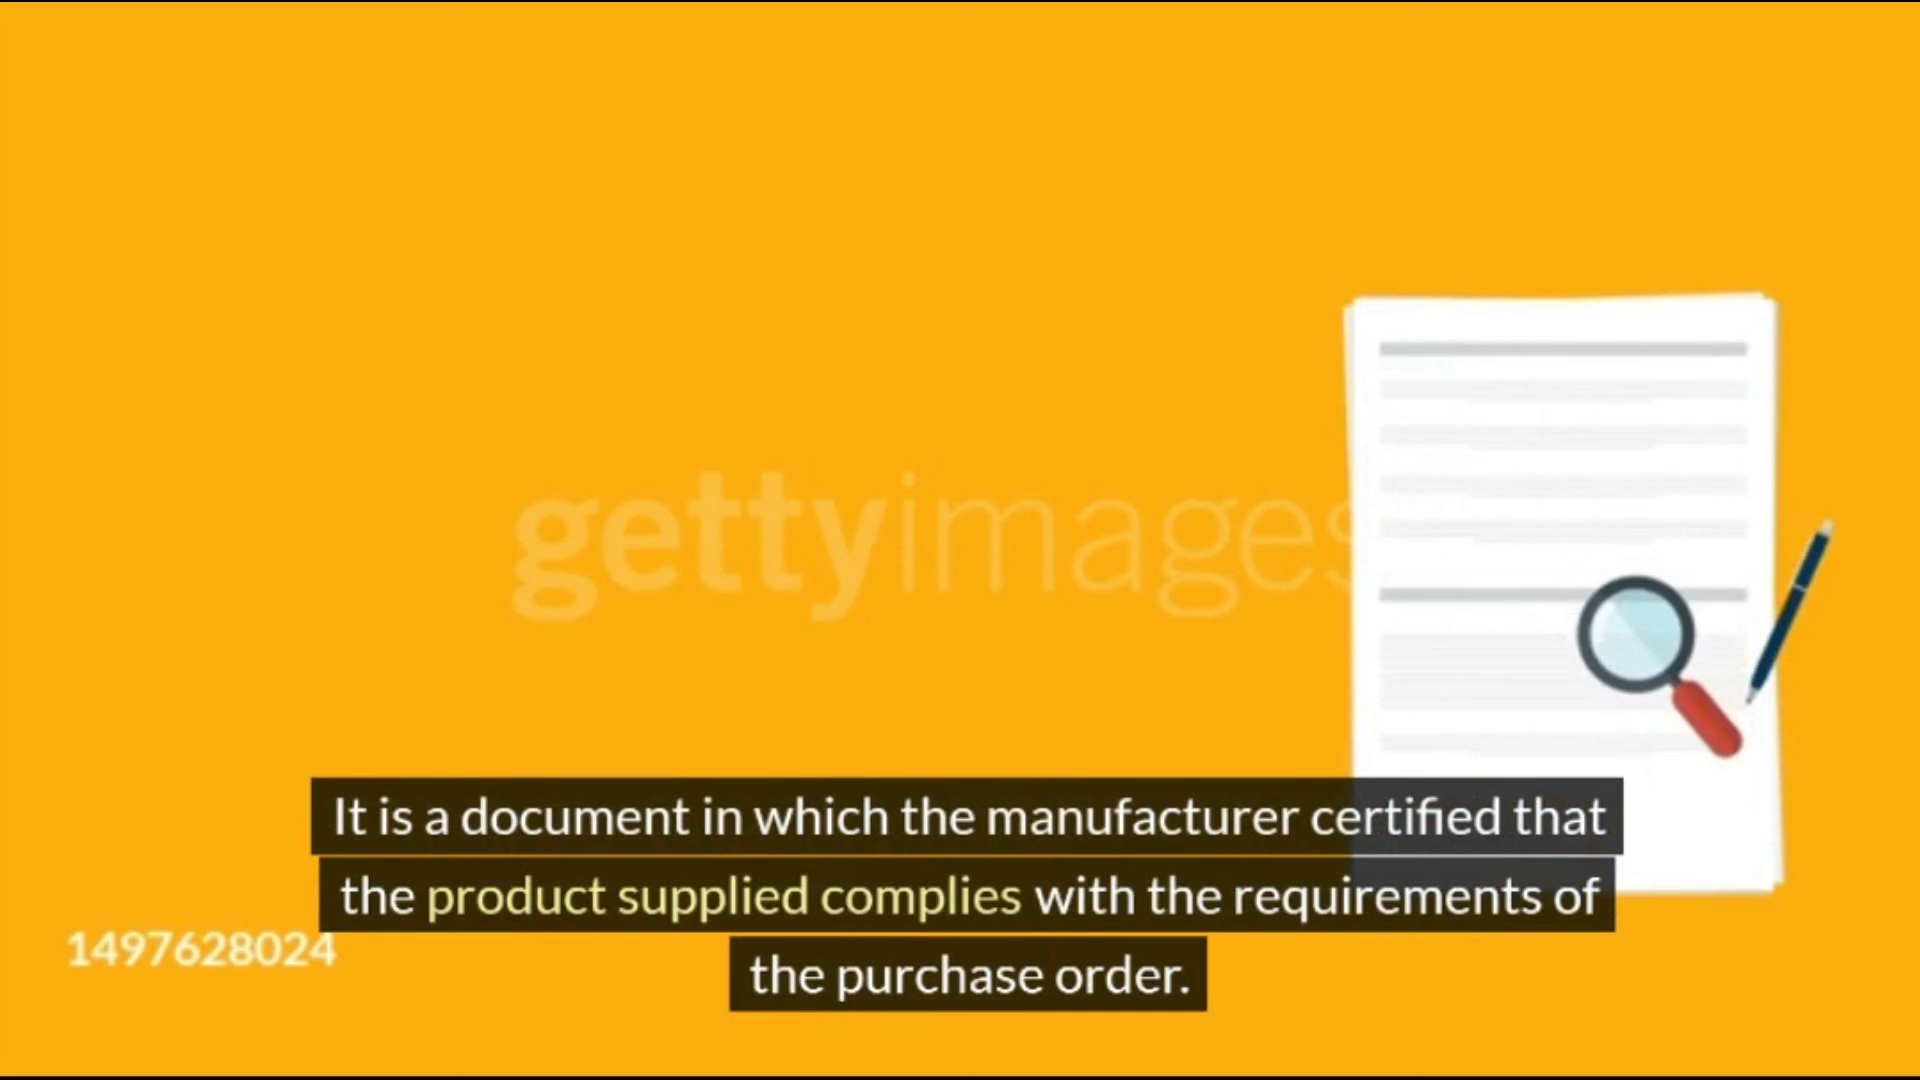 gettyimages
It is a document in which the manufacturer certified that
the product supplied complies with the requirements of
1497628024
the purchase order.